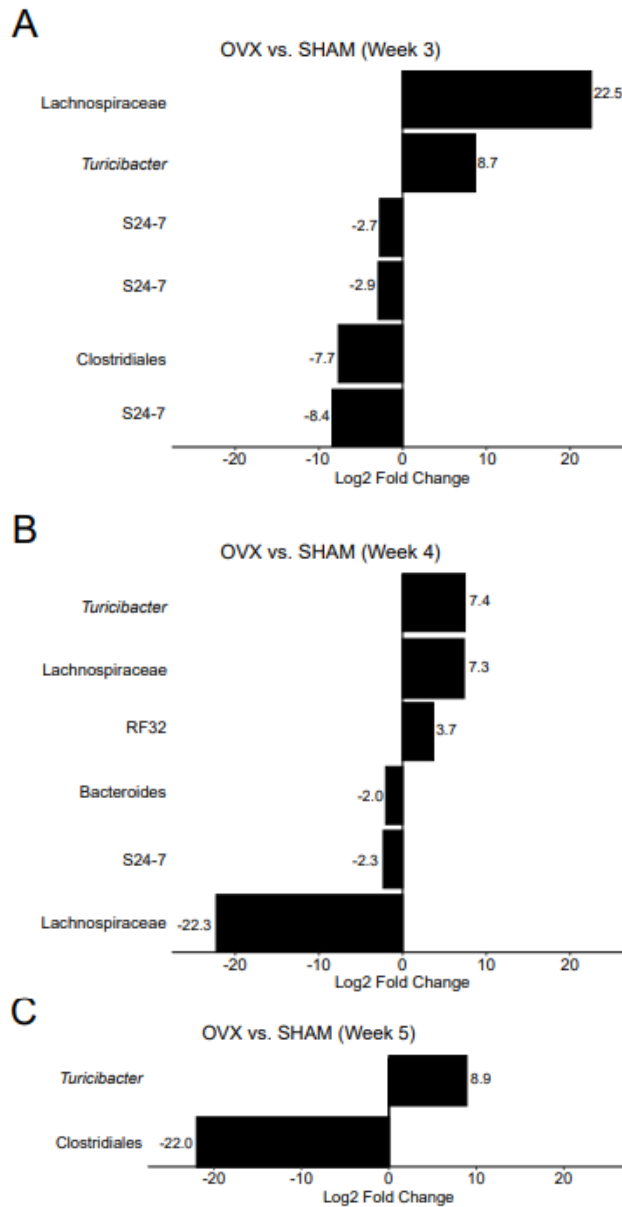 A
OVX vs. SHAM (Week 3)
Lachnospiraceae 22.5
Turicibacter 8.7
S24-7 -2.7
S24-7 -2.9
Clostridiales -7.7
S24-7 -8.4
-20 -10 0 10 20
Log2 Fold Change
B
OVX vs. SHAM (Week 4)
Turicibacter 7.4
Lachnospiraceae 7.3
RF32 3.7
Bacteroides -2.0
S24-7 -2.3
Lachnospiraceae -22.3
-20 -10 0 10 20
Log2 Fold Change
C
OVX vs. SHAM (Week 5)
Turicibacter 8.9
Clostridiales -22.0
-20 -10 0 10 20
Log2 Fold Change